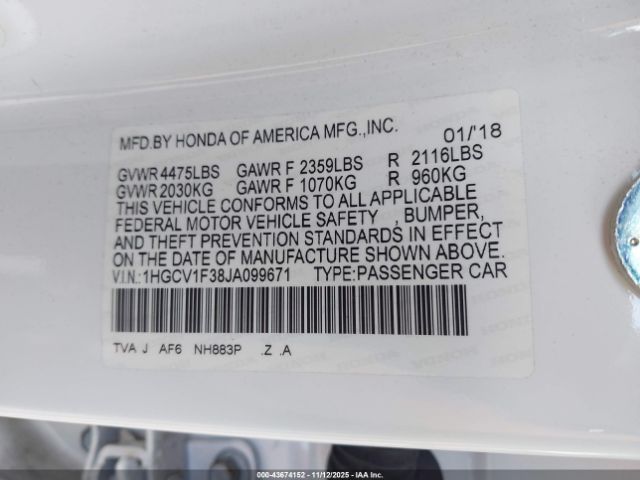 MFD.BY HONDA OF AMERICA MFG.,INC. 01/'18
GVWR 4475LBS GAWR F 2359LBS R 2116LBS
GVWR 2030KG GAWR F 1070KG R 960KG
THIS VEHICLE CONFORMS TO ALL APPLICABLE
FEDERAL MOTOR VEHICLE SAFETY , BUMPER,
AND THEFT PREVENTION STANDARDS IN EFFECT
ON THE DATE OF MANUFACTURE SHOWN ABOVE.
V.I.N.:1HGCV1F38JA099671 TYPE:PASSENGER CAR
TVA J AF6 NH883P .Z .A
000-43674152 11/12/2025 IAA Inc.